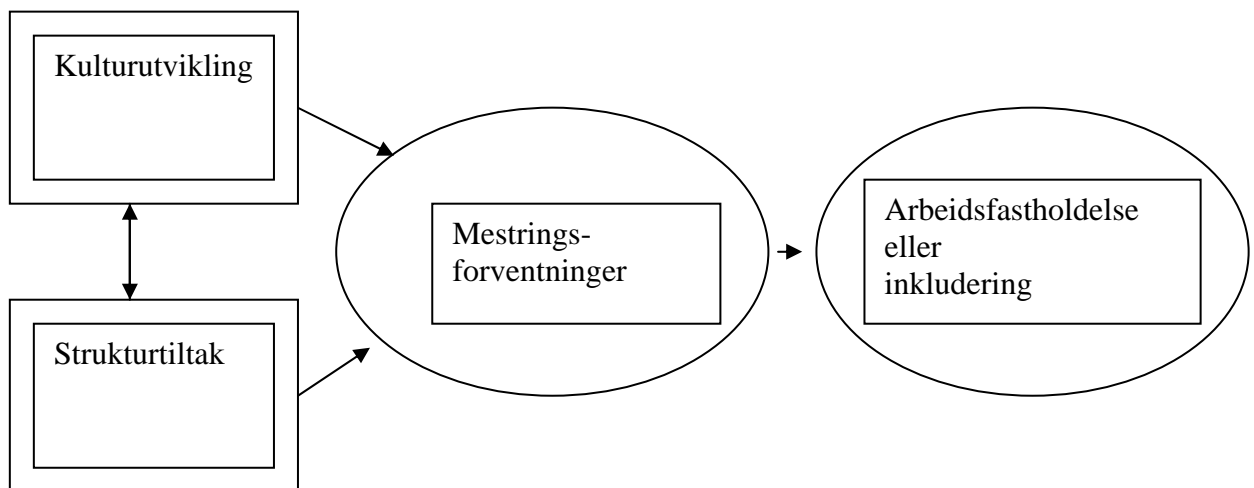 Kulturutvikling
Strukturtiltak
Mestrings-
forventninger
Arbeidsfastholdelse
eller
inkludering